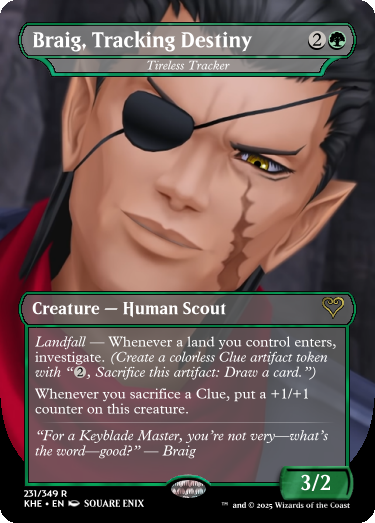 Braig, Tracking Destiny 2
Tireless Tracker
Creature — Human Scout
Landfall — Whenever a land you control enters,
investigate. (Create a colorless Clue artifact token
with “2, Sacrifice this artifact: Draw a card.”)
Whenever you sacrifice a Clue, put a +1/+1
counter on this creature.
“For a Keyblade Master, you’re not very—what’s
the word—good?” — Braig
3/2
231/349 R
KHE • EN SQUARE ENIX
™ and © 2025 Wizards of the Coast